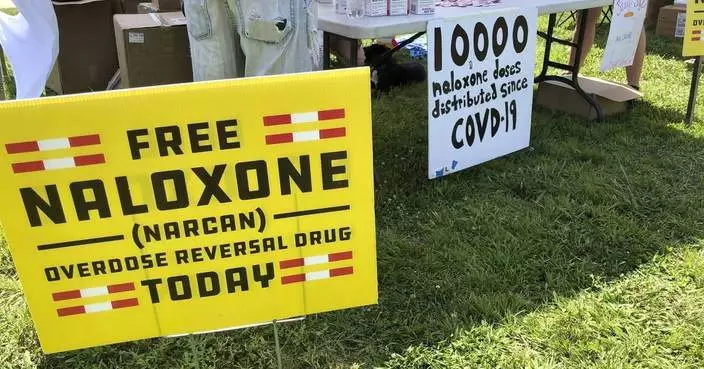 FREE
NALOXONE
(NARCAN)
OVERDOSE REVERSAL DRUG
TODAY
10000
naloxone doses
distributed since
COVD-19